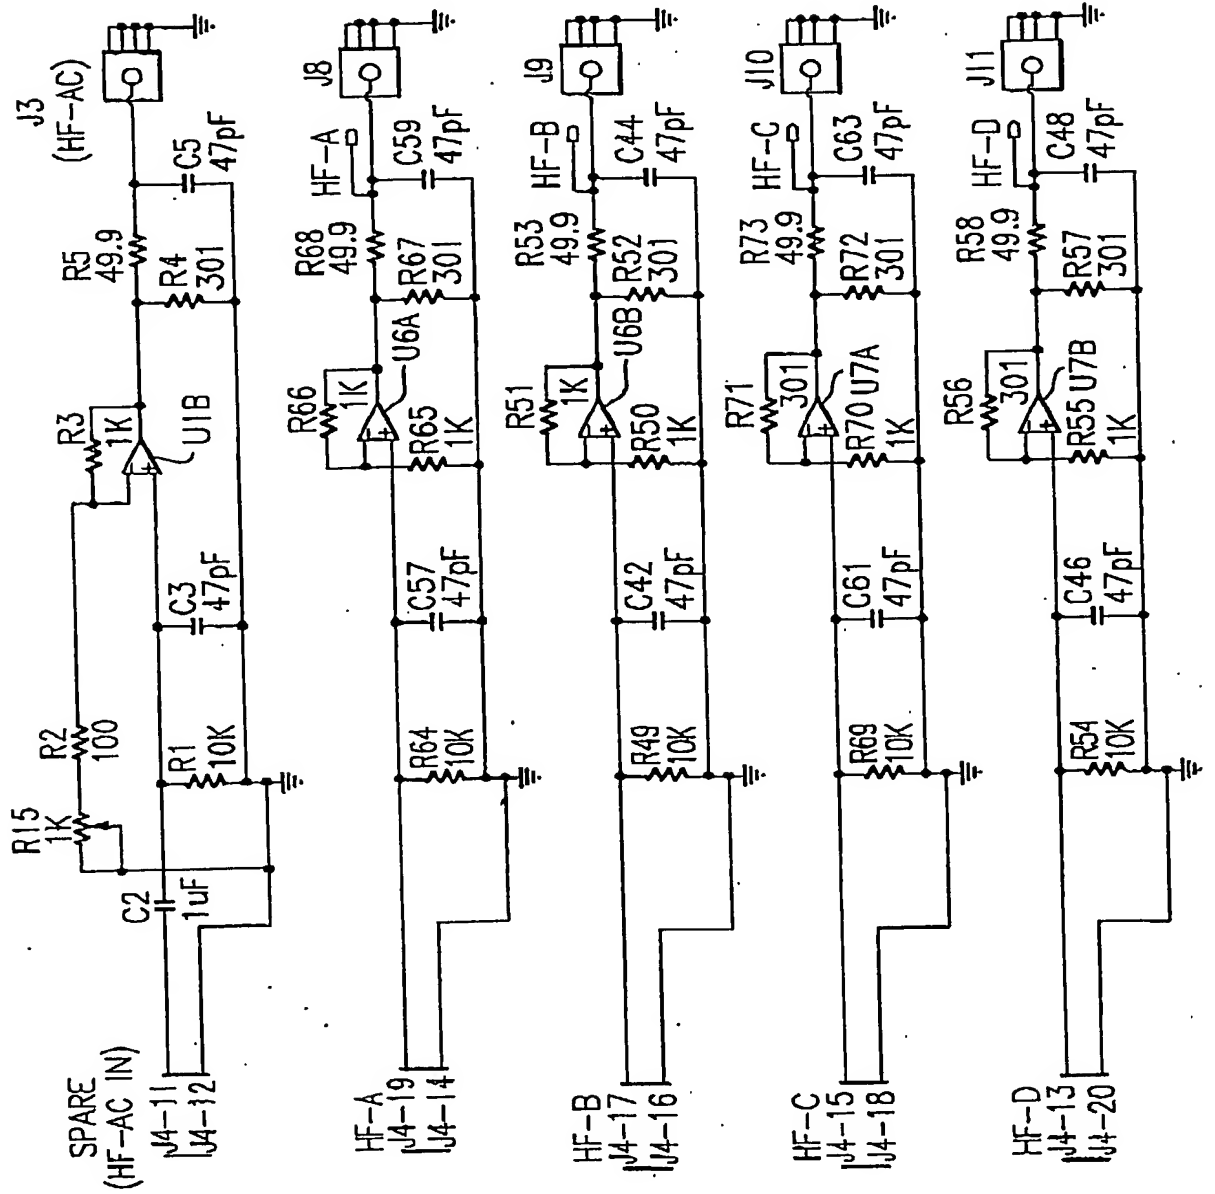 SPARE
(HF-AC IN)
J4-11
J4-12
C2
1uF
R15
1K
R2
100
R1
10K
C3
47pF
R3
1K
U1B
R5
49.9
R4
301
C5
47pF
J3
(HF-AC)
HF-A
J4-19
J4-14
R64
10K
C57
47pF
R66
1K
R65
1K
U6A
R68
49.9
R67
301
HF-A
C59
47pF
J8
HF-B
J4-17
J4-16
R49
10K
C42
47pF
R51
1K
R50
1K
U6B
R53
49.9
R52
301
HF-B
C44
47pF
J9
HF-C
J4-15
J4-18
R69
10K
C61
47pF
R71
301
R70
1K
U7A
R73
49.9
R72
301
HF-C
C63
47pF
J10
HF-D
J4-13
J4-20
R54
10K
C46
47pF
R56
301
R55
1K
U7B
R58
49.9
R57
301
HF-D
C48
47pF
J11